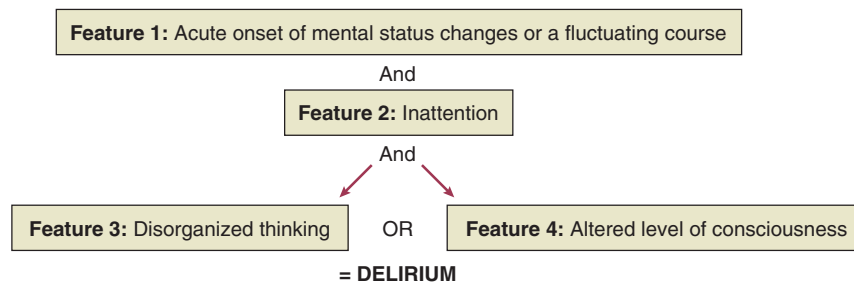 Feature 1: Acute onset of mental status changes or a fluctuating course
And
Feature 2: Inattention
And
Feature 3: Disorganized thinking OR Feature 4: Altered level of consciousness
= DELIRIUM